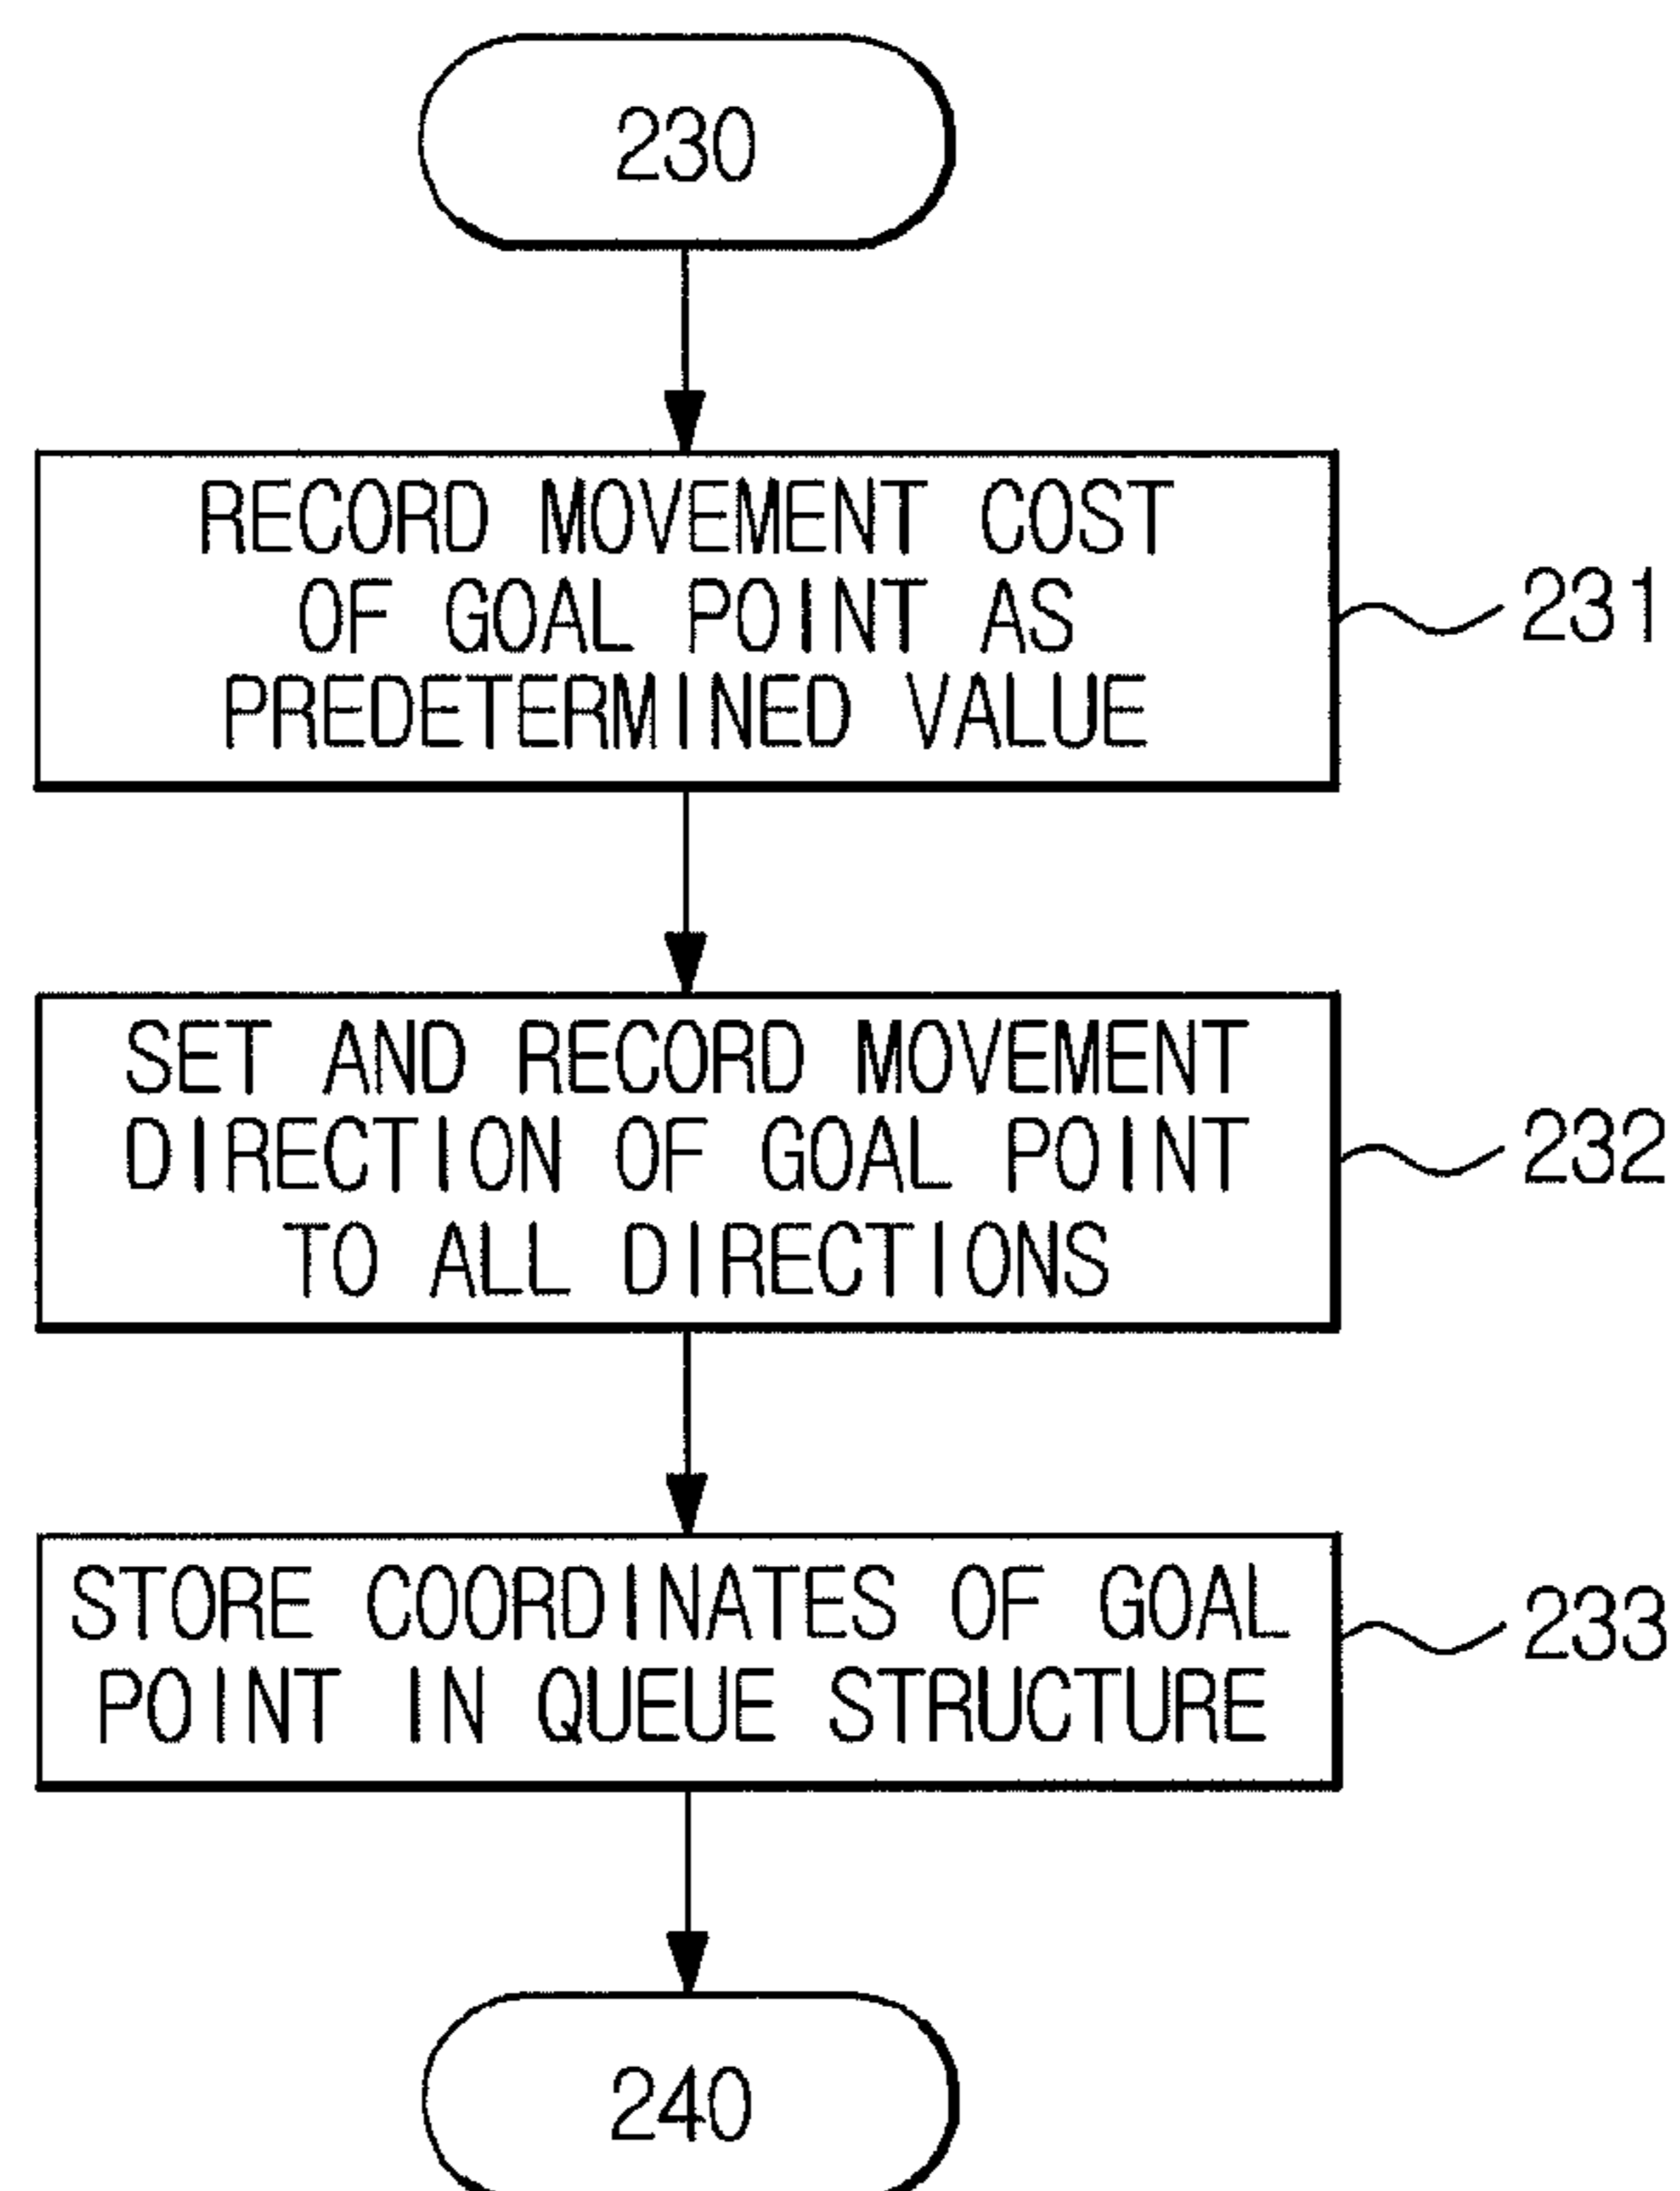 230
RECORD MOVEMENT COST
OF GOAL POINT AS
PREDETERMINED VALUE
231
SET AND RECORD MOVEMENT
DIRECTION OF GOAL POINT
TO ALL DIRECTIONS
232
STORE COORDINATES OF GOAL
POINT IN QUEUE STRUCTURE
233
240